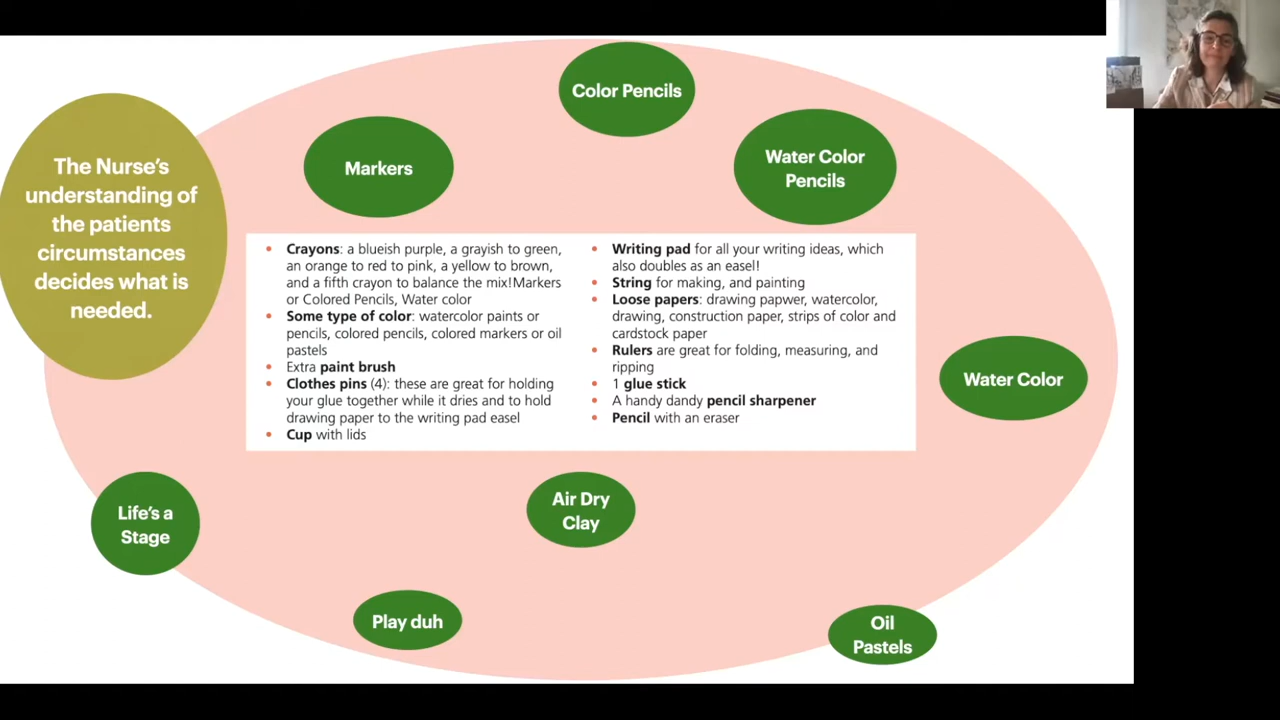 Color Pencils
Markers
Water Color
Pencils
The Nurse's
understanding of
the patients
circumstances
decides what is
needed.
• Crayons: a blueish purple, a grayish to green,
an orange to red to pink, a yellow to brown,
and a fifth crayon to balance the mix!Markers
or Colored Pencils, Water color
• Some type of color: watercolor paints or
pencils, colored pencils, colored markers or oil
pastels
• Extra paint brush
• Clothes pins (4): these are great for holding
your glue together while it dries and to hold
drawing paper to the writing pad easel
• Cup with lids
• Writing pad for all your writing ideas, which
also doubles as an easel!
• String for making, and painting
• Loose papers: drawing papwer, watercolor,
drawing, construction paper, strips of color and
cardstock paper
• Rulers are great for folding, measuring, and
ripping
• 1 glue stick
• A handy dandy pencil sharpener
• Pencil with an eraser
Water Color
Life's a
Stage
Air Dry
Clay
Play duh
Oil
Pastels